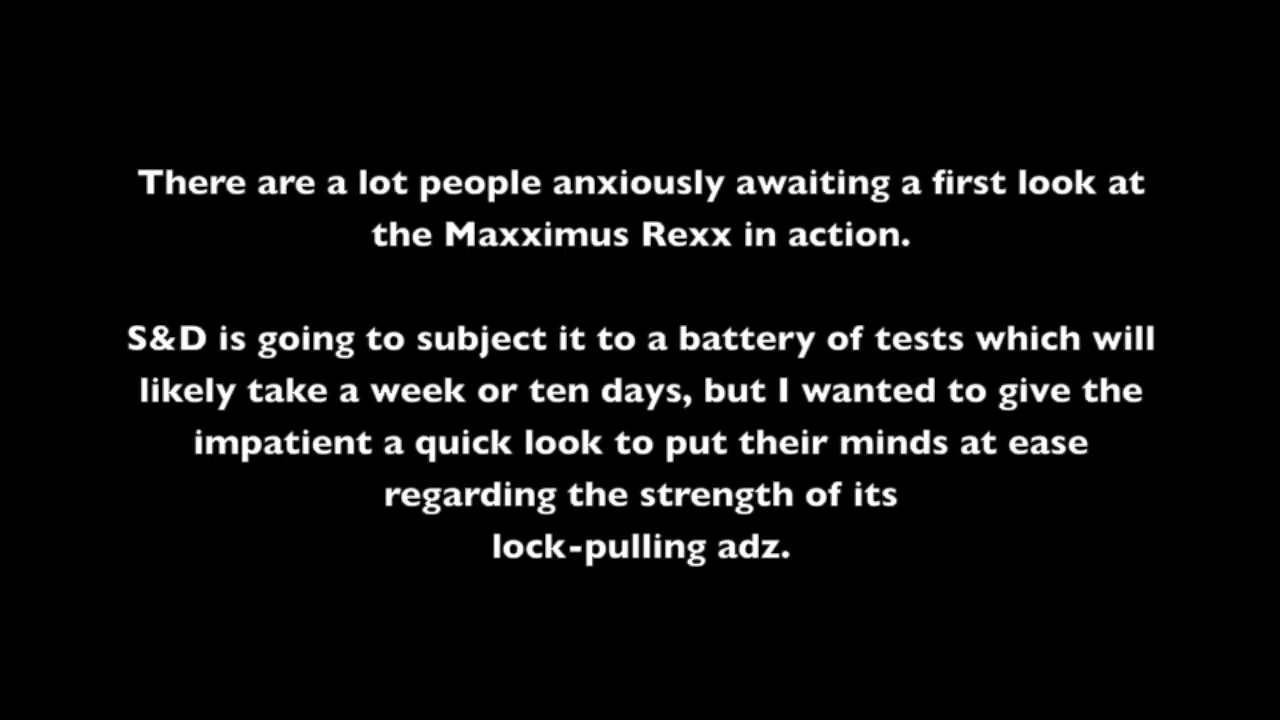 There are a lot people anxiously awaiting a first look at
the Maxximus Rexx in action.
S&D is going to subject it to a battery of tests which will
likely take a week or ten days, but I wanted to give the
impatient a quick look to put their minds at ease
regarding the strength of its
lock-pulling adz.